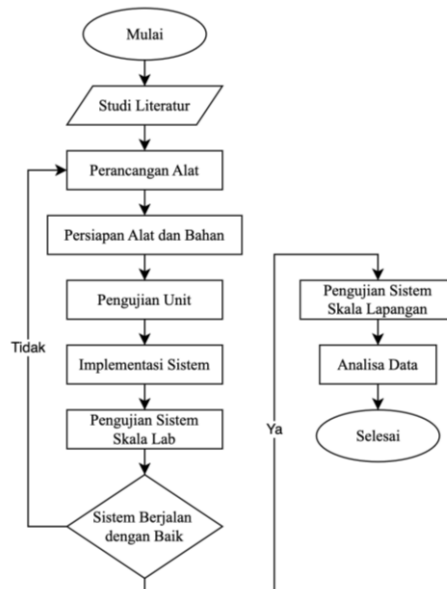 Mulai
Studi Literatur
Perancangan Alat
Persiapan Alat dan Bahan
Pengujian Unit
Implementasi Sistem
Pengujian Sistem
Skala Lab
Sistem Berjalan
dengan Baik
Tidak
Ya
Pengujian Sistem
Skala Lapangan
Analisa Data
Selesai